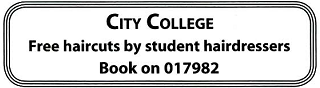 CITY COLLEGE
Free haircuts by student hairdressers
Book on 017982